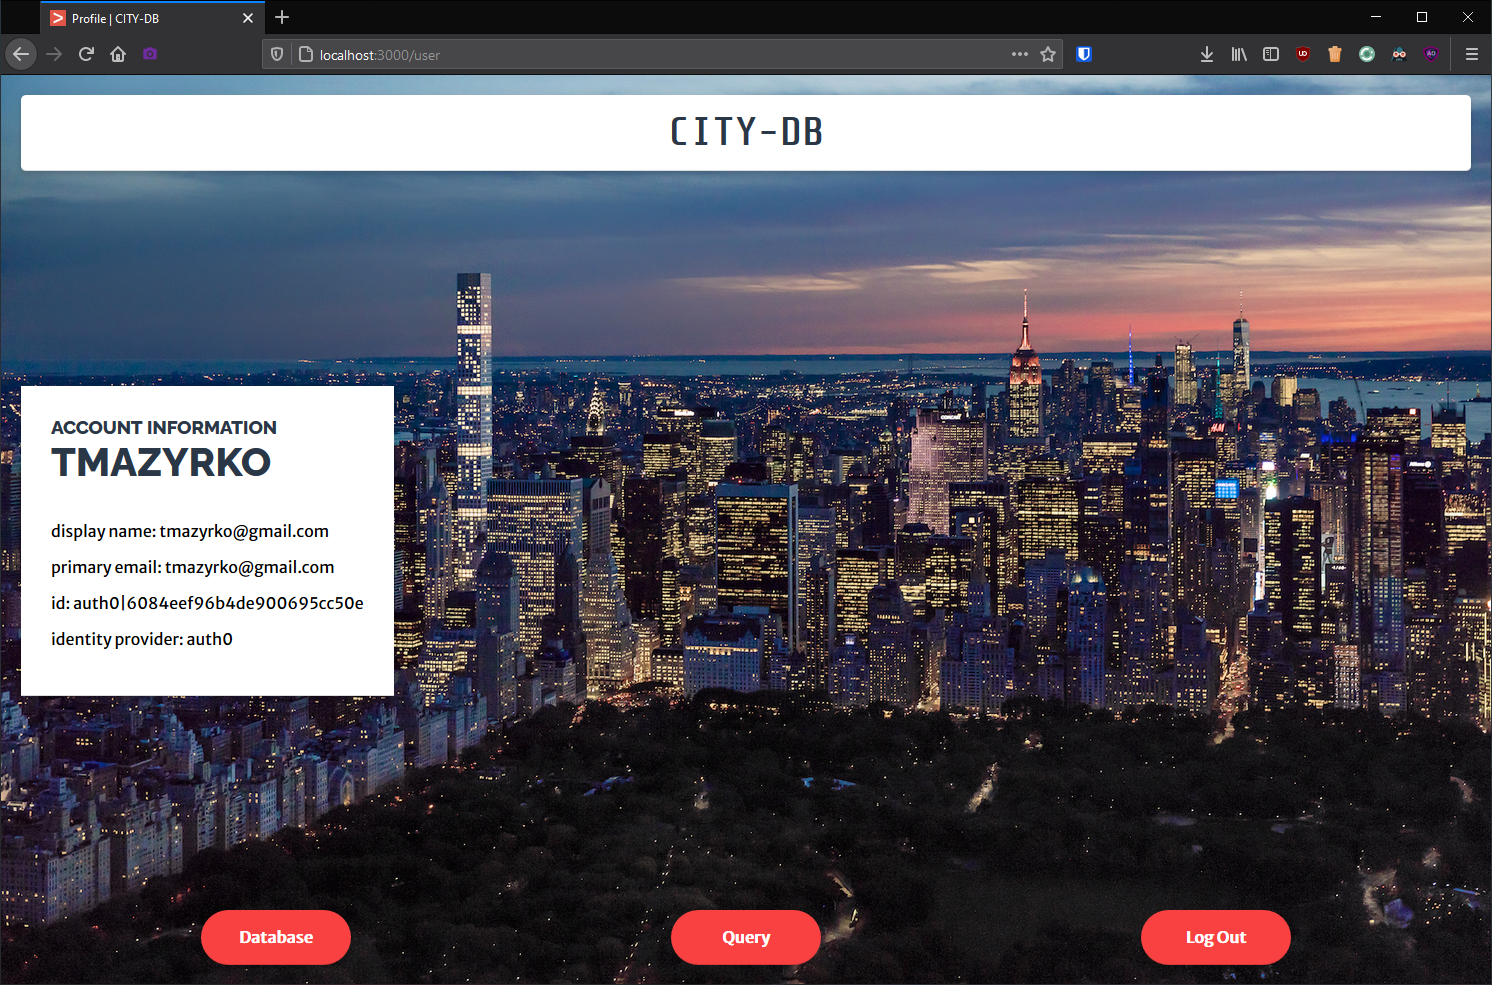 Profile | CITY-DB
localhost:3000/user
CITY-DB
ACCOUNT INFORMATION
TMAZYRKO
display name: tmazyrko@gmail.com
primary email: tmazyrko@gmail.com
id: auth0|6084eef96b4de900695cc50e
identity provider: auth0
Database
Query
Log Out